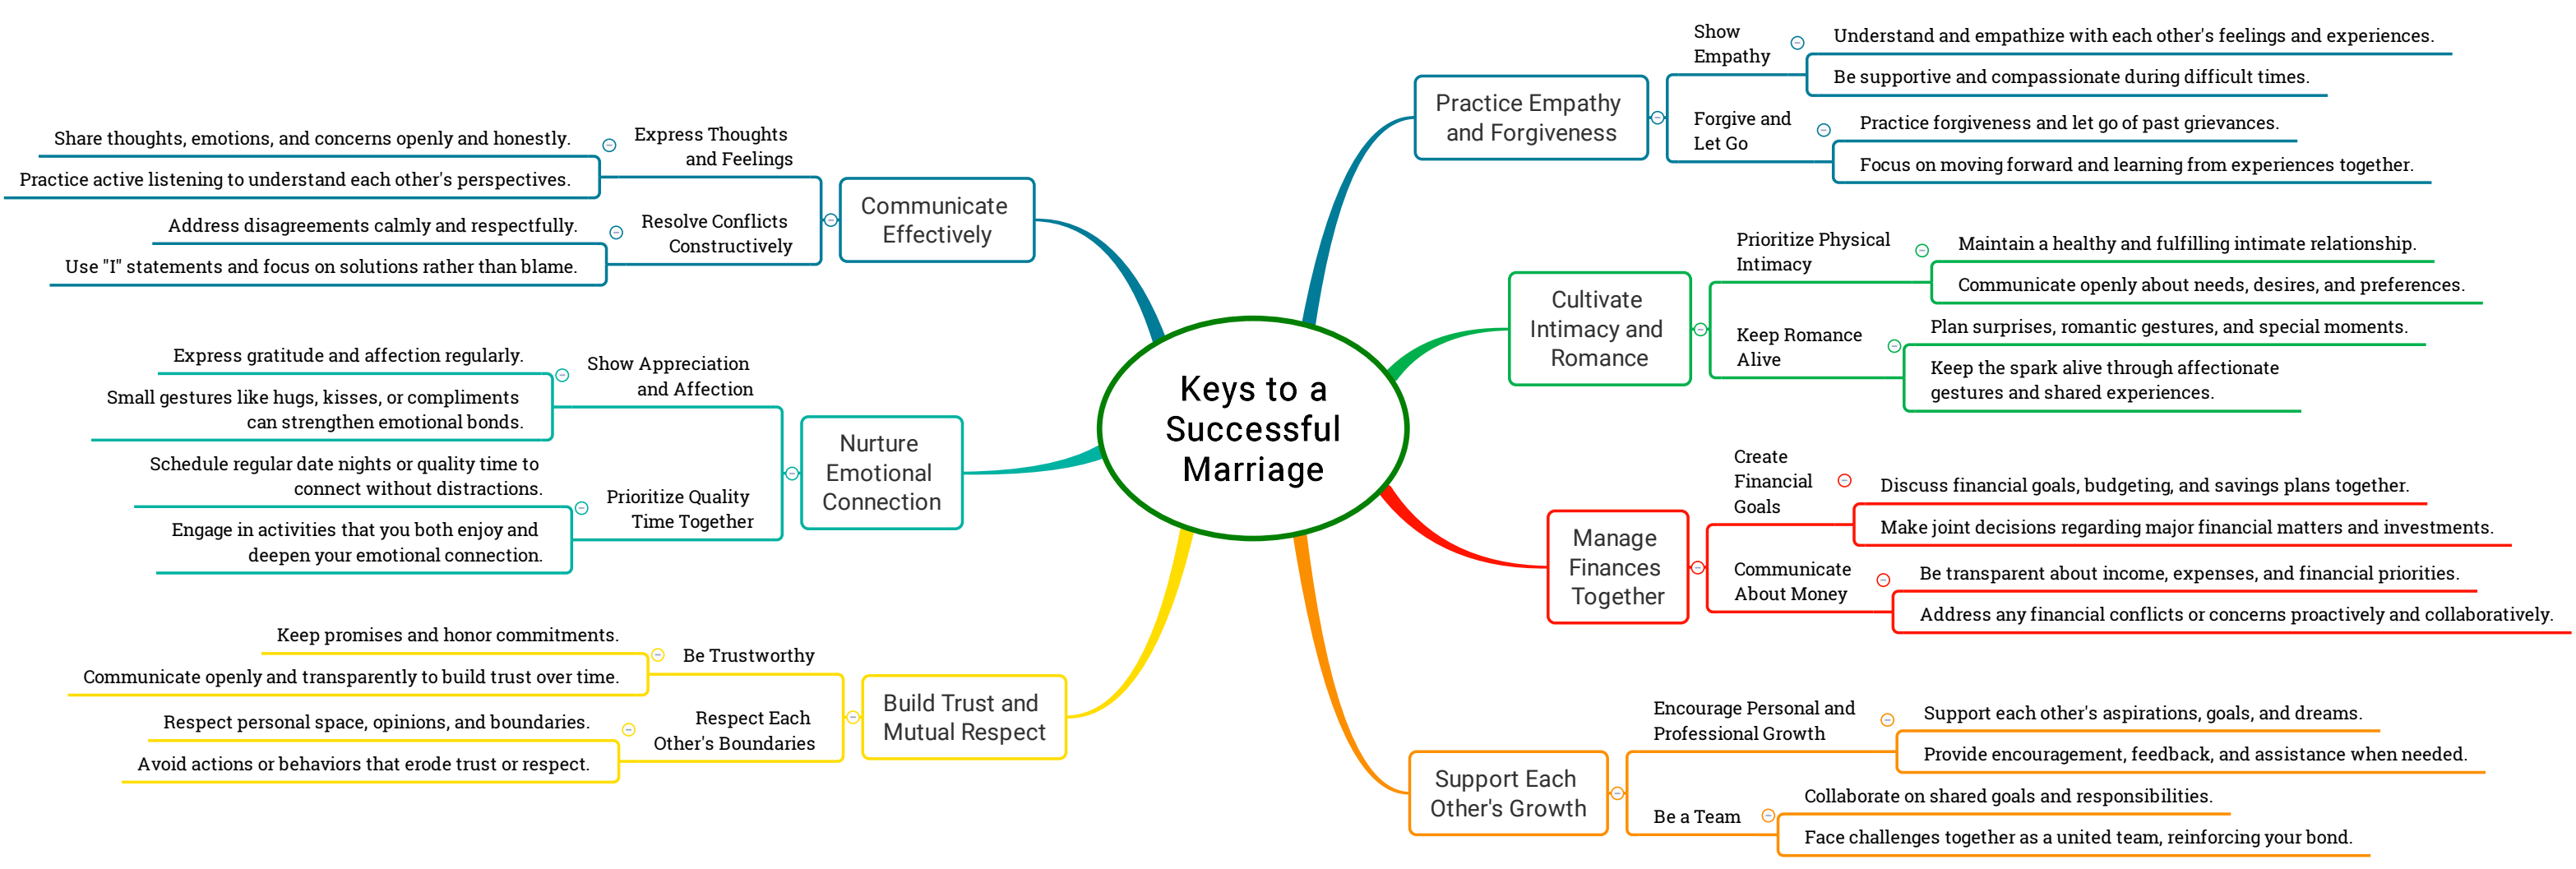 Keys to a
Successful
Marriage
Communicate
Effectively
Express Thoughts
and Feelings
Share thoughts, emotions, and concerns openly and honestly.
Practice active listening to understand each other's perspectives.
Resolve Conflicts
Constructively
Address disagreements calmly and respectfully.
Use "I" statements and focus on solutions rather than blame.
Nurture
Emotional
Connection
Show Appreciation
and Affection
Express gratitude and affection regularly.
Small gestures like hugs, kisses, or compliments
can strengthen emotional bonds.
Prioritize Quality
Time Together
Schedule regular date nights or quality time to
connect without distractions.
Engage in activities that you both enjoy and
deepen your emotional connection.
Build Trust and
Mutual Respect
Be Trustworthy
Keep promises and honor commitments.
Communicate openly and transparently to build trust over time.
Respect Each
Other's Boundaries
Respect personal space, opinions, and boundaries.
Avoid actions or behaviors that erode trust or respect.
Practice Empathy
and Forgiveness
Show
Empathy
Understand and empathize with each other's feelings and experiences.
Be supportive and compassionate during difficult times.
Forgive and
Let Go
Practice forgiveness and let go of past grievances.
Focus on moving forward and learning from experiences together.
Cultivate
Intimacy and
Romance
Prioritize Physical
Intimacy
Maintain a healthy and fulfilling intimate relationship.
Communicate openly about needs, desires, and preferences.
Keep Romance
Alive
Plan surprises, romantic gestures, and special moments.
Keep the spark alive through affectionate
gestures and shared experiences.
Manage
Finances
Together
Create
Financial
Goals
Discuss financial goals, budgeting, and savings plans together.
Make joint decisions regarding major financial matters and investments.
Communicate
About Money
Be transparent about income, expenses, and financial priorities.
Address any financial conflicts or concerns proactively and collaboratively.
Support Each
Other's Growth
Encourage Personal and
Professional Growth
Support each other's aspirations, goals, and dreams.
Provide encouragement, feedback, and assistance when needed.
Be a Team
Collaborate on shared goals and responsibilities.
Face challenges together as a united team, reinforcing your bond.